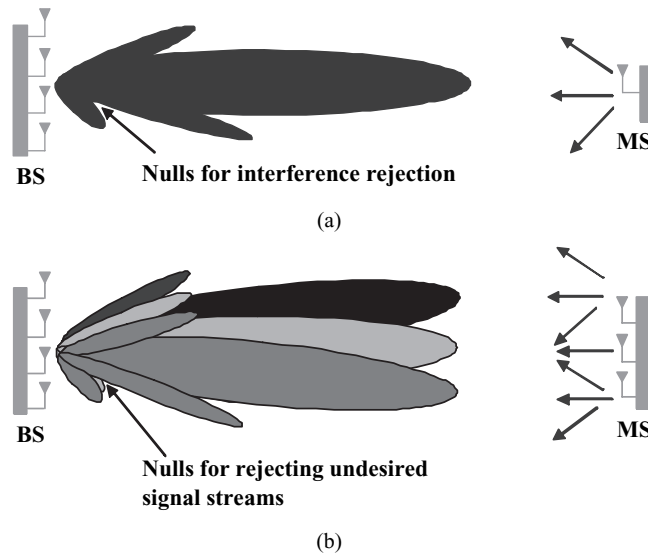 BS
Nulls for interference rejection
MS
(a)
BS
MS
Nulls for rejecting undesired
signal streams
(b)